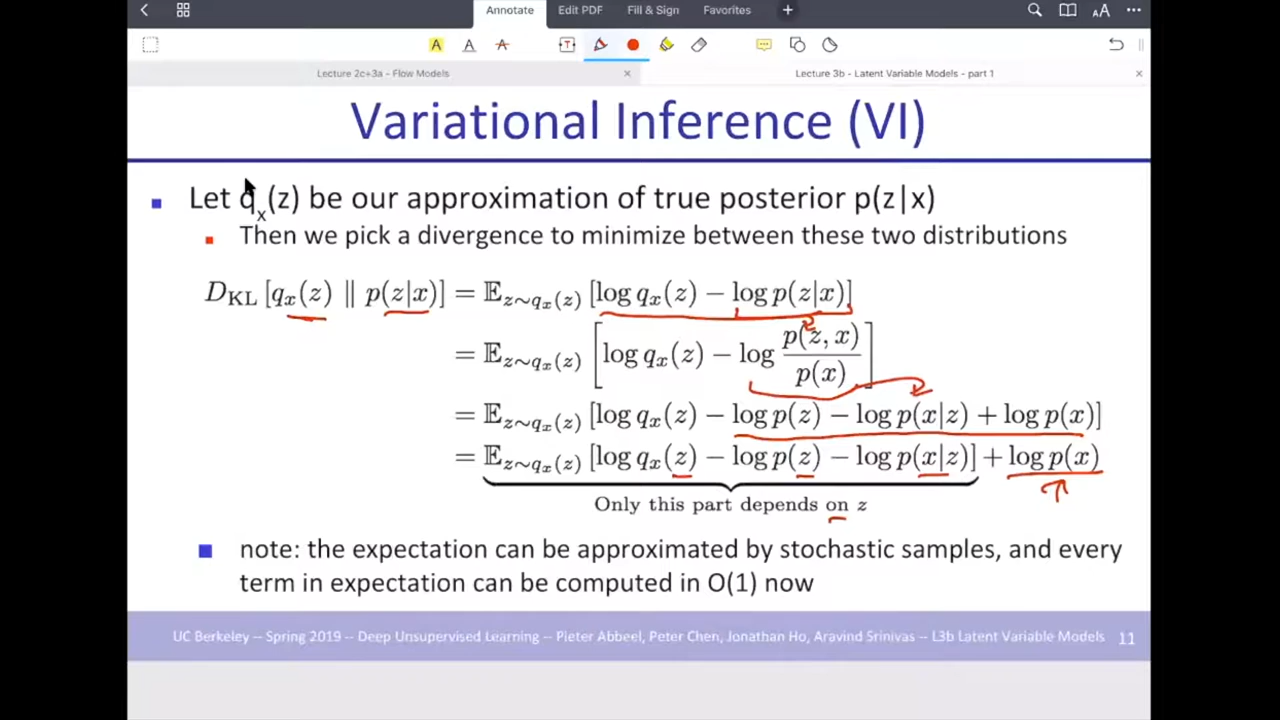 Annotate Edit PDF Fill & Sign Favorites
Lecture 2c+3a - Flow Models Lecture 3b - Latent Variable Models - part 1
Variational Inference (VI)
Let qₓ(z) be our approximation of true posterior p(z|x)
Then we pick a divergence to minimize between these two distributions
D_KL [qₓ(z) ∥ p(z|x)] = 𝔼_{z∼qₓ(z)} [log qₓ(z) − log p(z|x)]
= 𝔼_{z∼qₓ(z)} [log qₓ(z) − log p(z, x) / p(x)]
= 𝔼_{z∼qₓ(z)} [log qₓ(z) − log p(z) − log p(x|z) + log p(x)]
= 𝔼_{z∼qₓ(z)} [log qₓ(z) − log p(z) − log p(x|z)] + log p(x)
Only this part depends on z
note: the expectation can be approximated by stochastic samples, and every
term in expectation can be computed in O(1) now
UC Berkeley -- Spring 2019 -- Deep Unsupervised Learning -- Pieter Abbeel, Peter Chen, Jonathan Ho, Aravind Srinivas -- L3b Latent Variable Models 11